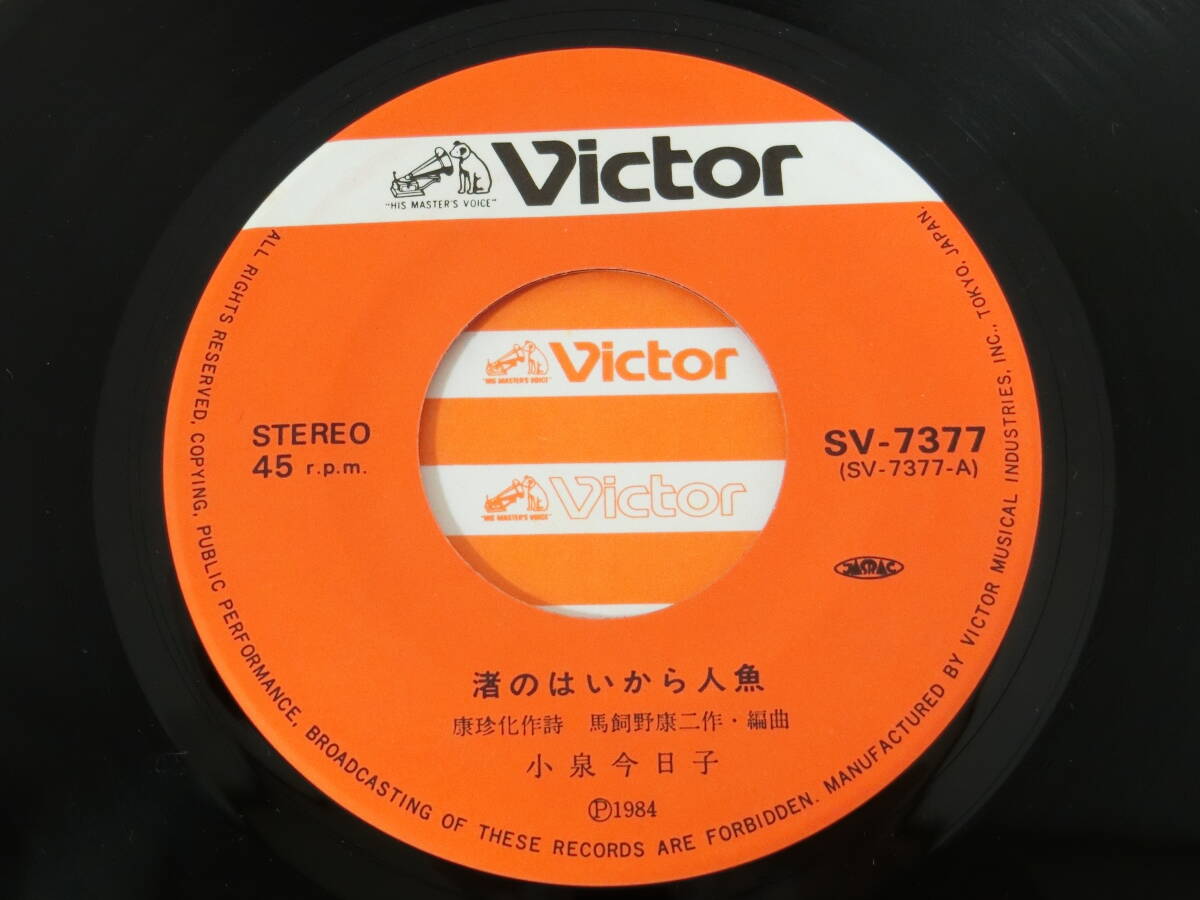 Victor
"HIS MASTER'S VOICE"
Victor
"HIS MASTER'S VOICE"
Victor
"HIS MASTER'S VOICE"
STEREO
45 r.p.m.
SV-7377
(SV-7377-A)
JASRAC
渚のはいから人魚
康珍化作詩 馬飼野康二作・編曲
小泉今日子
Ⓟ1984
ALL RIGHTS RESERVED, COPYING, PUBLIC PERFORMANCE, BROADCASTING OF THESE RECORDS ARE FORBIDDEN. MANUFACTURED BY VICTOR MUSICAL INDUSTRIES, INC., TOKYO, JAPAN.